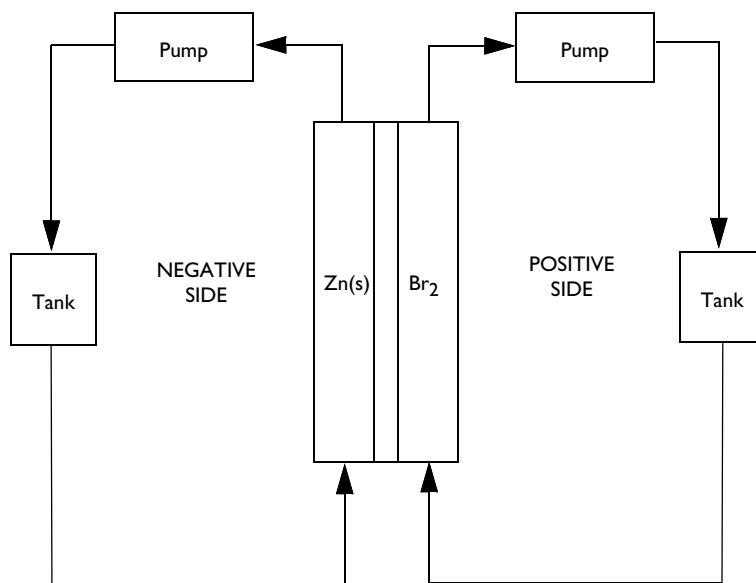 Pump
Pump
NEGATIVE
SIDE
POSITIVE
SIDE
Zn(s)
Br2
Tank
Tank